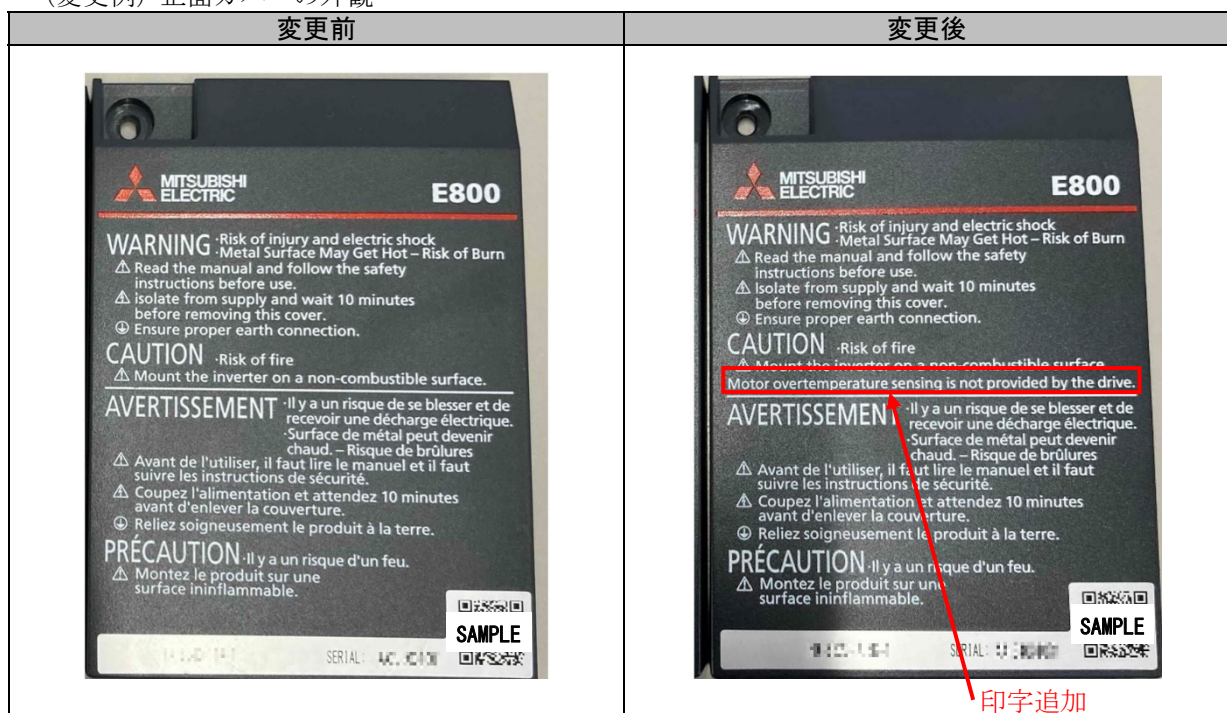 (変更例) 正面カバーの外観
変更前
変更後
MITSUBISHI
ELECTRIC
E800
WARNING ·Risk of injury and electric shock
·Metal Surface May Get Hot – Risk of Burn
⚠ Read the manual and follow the safety
instructions before use.
⚠ Isolate from supply and wait 10 minutes
before removing this cover.
⏚ Ensure proper earth connection.
CAUTION ·Risk of fire
⚠ Mount the inverter on a non-combustible surface.
AVERTISSEMENT ·Il y a un risque de se blesser et de
recevoir une décharge électrique.
·Surface de métal peut devenir
chaud. – Risque de brûlures
⚠ Avant de l'utiliser, il faut lire le manuel et il faut
suivre les instructions de sécurité.
⚠ Coupez l'alimentation et attendez 10 minutes
avant d'enlever la couverture.
⏚ Reliez soigneusement le produit à la terre.
PRÉCAUTION ·Il y a un risque d'un feu.
⚠ Montez le produit sur une
surface ininflammable.
SAMPLE
SERIAL:
MITSUBISHI
ELECTRIC
E800
WARNING ·Risk of injury and electric shock
·Metal Surface May Get Hot – Risk of Burn
⚠ Read the manual and follow the safety
instructions before use.
⚠ Isolate from supply and wait 10 minutes
before removing this cover.
⏚ Ensure proper earth connection.
CAUTION ·Risk of fire
⚠ Mount the inverter on a non-combustible surface.
Motor overtemperature sensing is not provided by the drive.
AVERTISSEMENT ·Il y a un risque de se blesser et de
recevoir une décharge électrique.
·Surface de métal peut devenir
chaud. – Risque de brûlures
⚠ Avant de l'utiliser, il faut lire le manuel et il faut
suivre les instructions de sécurité.
⚠ Coupez l'alimentation et attendez 10 minutes
avant d'enlever la couverture.
⏚ Reliez soigneusement le produit à la terre.
PRÉCAUTION ·Il y a un risque d'un feu.
⚠ Montez le produit sur une
surface ininflammable.
SAMPLE
SERIAL:
印字追加